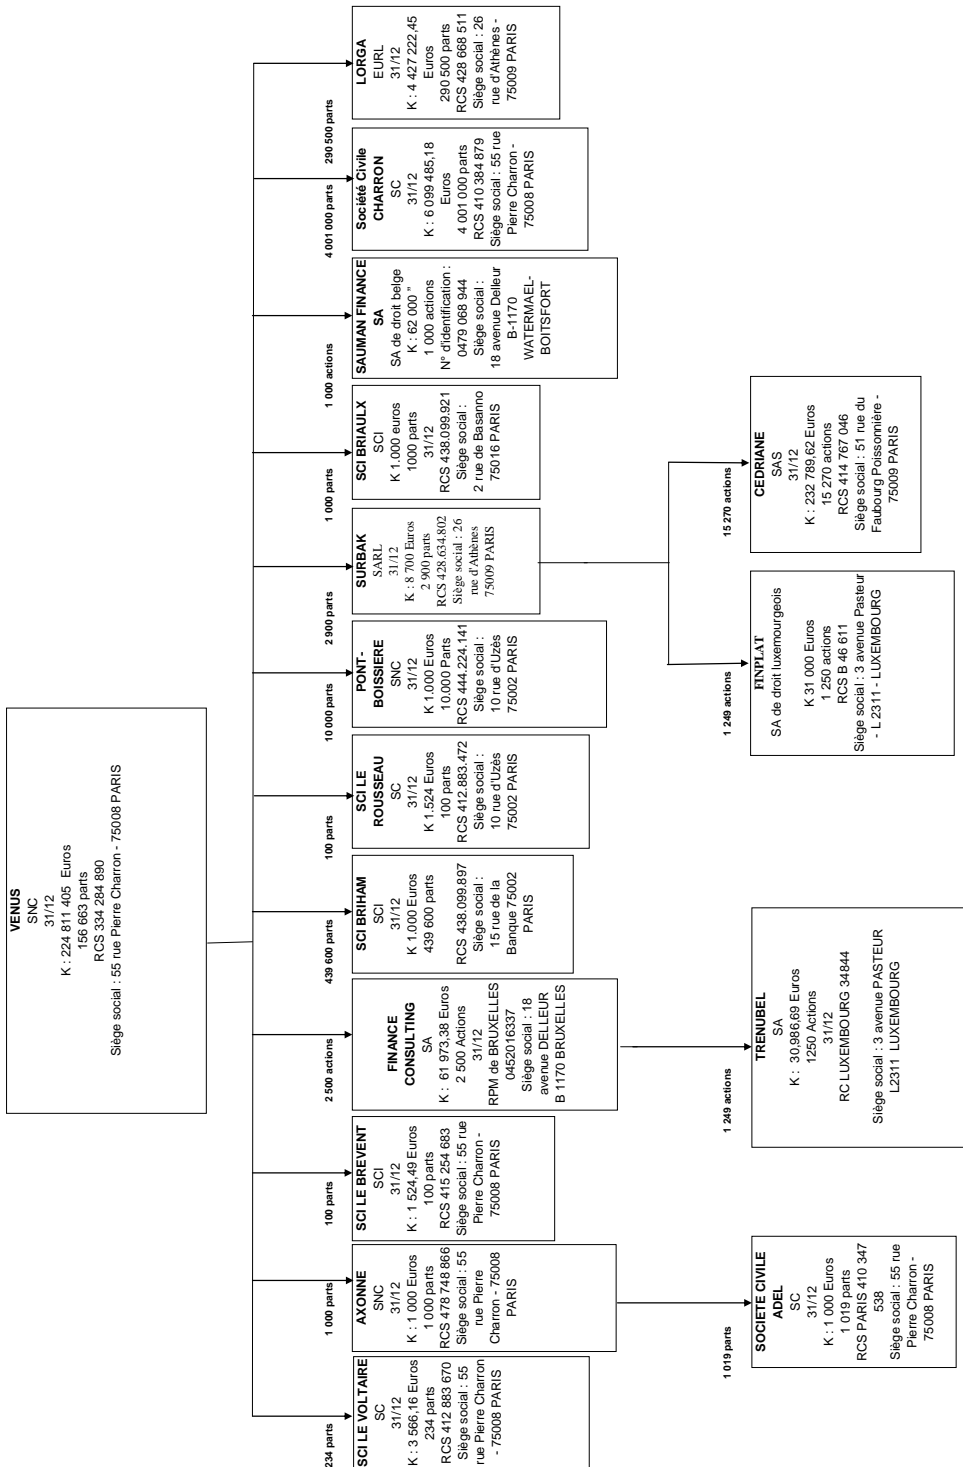 VENUS
SNC
31/12
K : 224 811 405 Euros
156 663 parts
RCS 334 284 890
Siège social : 55 rue Pierre Charron - 75008 PARIS
234 parts
1 000 parts
100 parts
2 500 actions
439 600 parts
100 parts
10 000 parts
2 900 parts
1 000 parts
1 000 actions
4 001 000 parts
290 500 parts
SCI LE VOLTAIRE
SC
31/12
K : 3 566,16 Euros
234 parts
RCS 412 883 670
Siège social : 55
rue Pierre Charron
- 75008 PARIS
AXONNE
SNC
31/12
K : 1 000 Euros
1 000 parts
RCS 478 748 866
Siège social : 55
rue Pierre
Charron - 75008
PARIS
SCI LE BREVENT
SCI
31/12
K : 1 524,49 Euros
100 parts
RCS 415 254 683
Siège social : 55 rue
Pierre Charron -
75008 PARIS
FINANCE
CONSULTING
SA
K : 61 973,38 Euros
2 500 Actions
31/12
RPM de BRUXELLES
0452016337
Siège social : 18
avenue DELLEUR
B 1170 BRUXELLES
SCI BRIHAM
SCI
31/12
K 1.000 Euros
439 600 parts
RCS 438.099.897
Siège social :
15 rue de la
Banque 75002
PARIS
SCI LE
ROUSSEAU
SC
31/12
K 1.524 Euros
100 parts
RCS 412.883.472
Siège social :
10 rue d'Uzès
75002 PARIS
PONT-
BOISSIERE
SNC
31/12
K 1.000 Euros
10.000 Parts
RCS 444.224.141
Siège social :
10 rue d'Uzès
75002 PARIS
SURBAK
SARL
31/12
K : 8 700 Euros
2 900 parts
RCS 428.634.802
Siège social : 26
rue d'Athènes
75009 PARIS
SCI BRIAULX
SCI
K 1.000 euros
1000 parts
31/12
RCS 438.099.921
Siège social :
2 rue de Basanno
75016 PARIS
SAUMAN FINANCE
SA
SA de droit belge
K : 62 000 "
1 000 actions
N° d'identification :
0479 068 944
Siège social :
18 avenue Delleur
B-1170
WATERMAEL-
BOITSFORT
Société Civile
CHARRON
SC
31/12
K : 6 099 485,18
Euros
4 001 000 parts
RCS 410 384 879
Siège social : 55 rue
Pierre Charron -
75008 PARIS
LORGA
EURL
31/12
K : 4 427 222,45
Euros
290 500 parts
RCS 428 668 511
Siège social : 26
rue d'Athènes -
75009 PARIS
1 019 parts
1 249 actions
1 249 actions
15 270 actions
SOCIETE CIVILE
ADEL
SC
31/12
K : 1 000 Euros
1 019 parts
RCS PARIS 410 347
538
Siège social : 55 rue
Pierre Charron -
75008 PARIS
TRENUBEL
SA
K : 30,986,69 Euros
1250 Actions
31/12
RC LUXEMBOURG 34844
Siège social : 3 avenue PASTEUR
L2311 LUXEMBOURG
FINPLAT
SA de droit luxemourgeois
K 31 000 Euros
1 250 actions
RCS B 46 611
Siège social : 3 avenue Pasteur
- L 2311 - LUXEMBOURG
CEDRIANE
SAS
31/12
K : 232 789,62 Euros
15 270 actions
RCS 414 767 046
Siège social : 51 rue du
Faubourg Poissonnière -
75009 PARIS